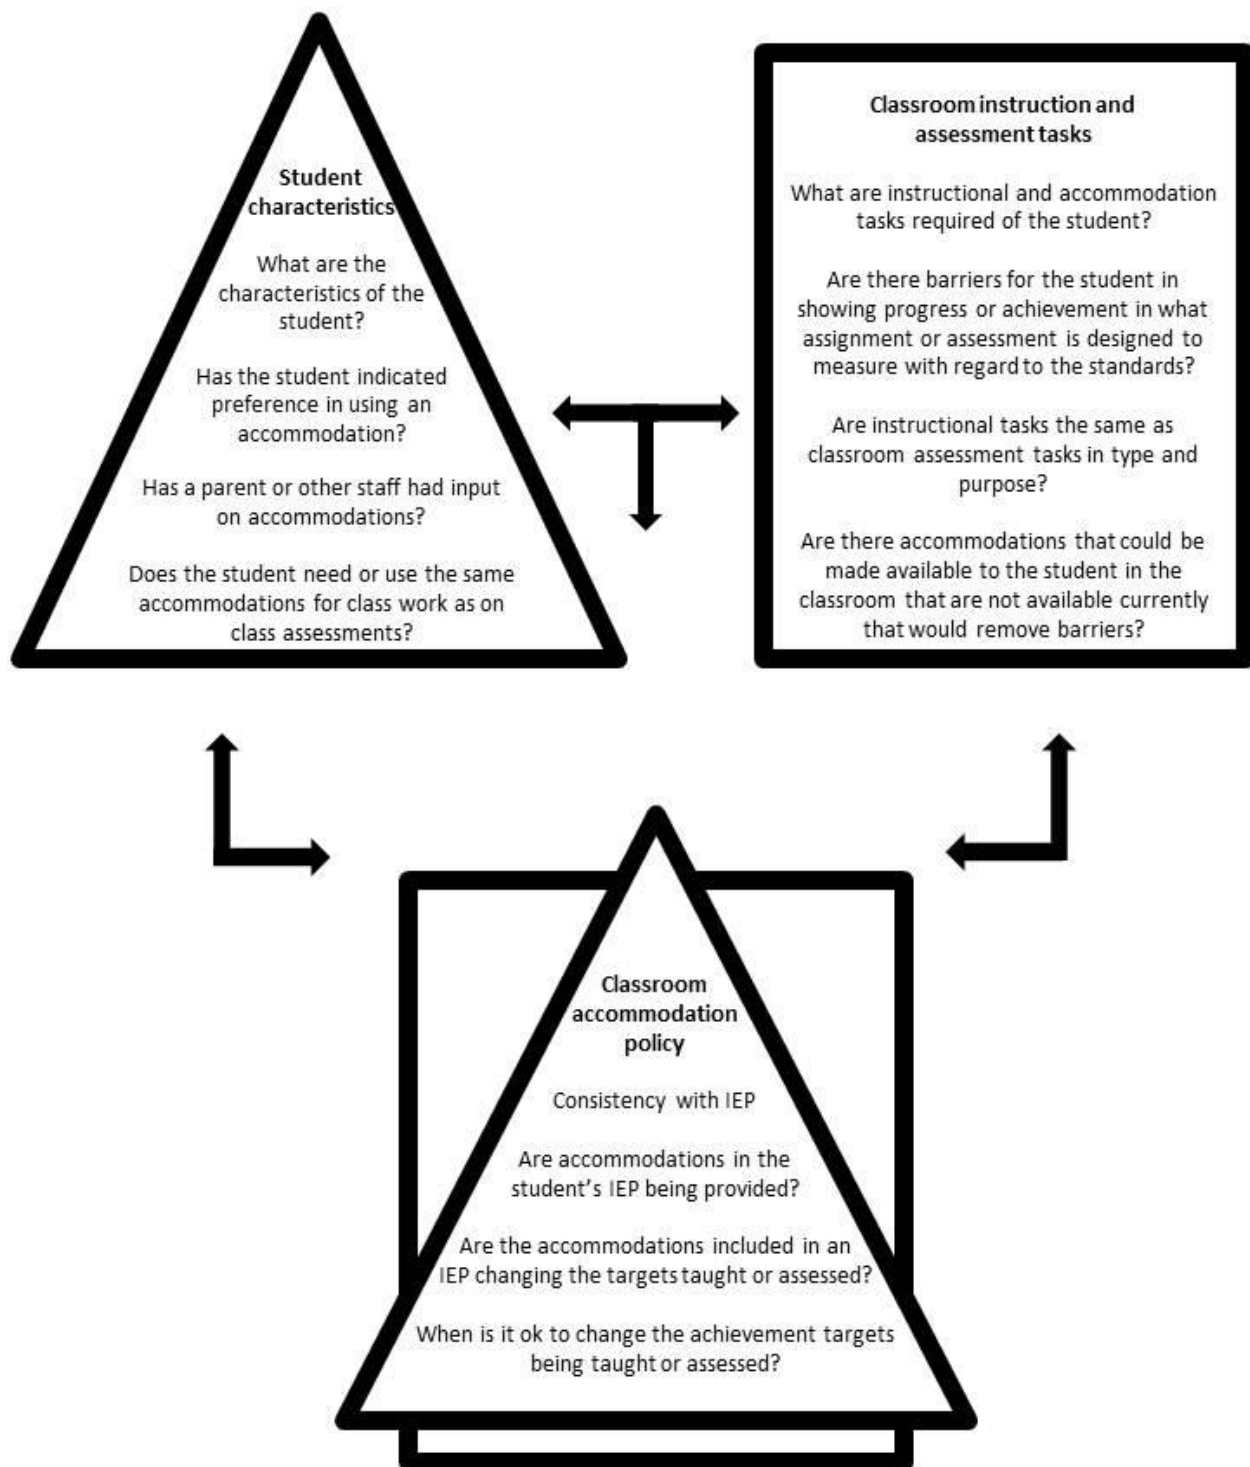 Student
characteristics
What are the
characteristics of the
student?
Has the student indicated
preference in using an
accommodation?
Has a parent or other staff had input
on accommodations?
Does the student need or use the same
accommodations for class work as on
class assessments?
Classroom instruction and
assessment tasks
What are instructional and accommodation
tasks required of the student?
Are there barriers for the student in
showing progress or achievement in what
assignment or assessment is designed to
measure with regard to the standards?
Are instructional tasks the same as
classroom assessment tasks in type and
purpose?
Are there accommodations that could be
made available to the student in the
classroom that are not available currently
that would remove barriers?
Classroom
accommodation
policy
Consistency with IEP
Are accommodations in the
student's IEP being provided?
Are the accommodations included in an
IEP changing the targets taught or assessed?
When is it ok to change the achievement targets
being taught or assessed?